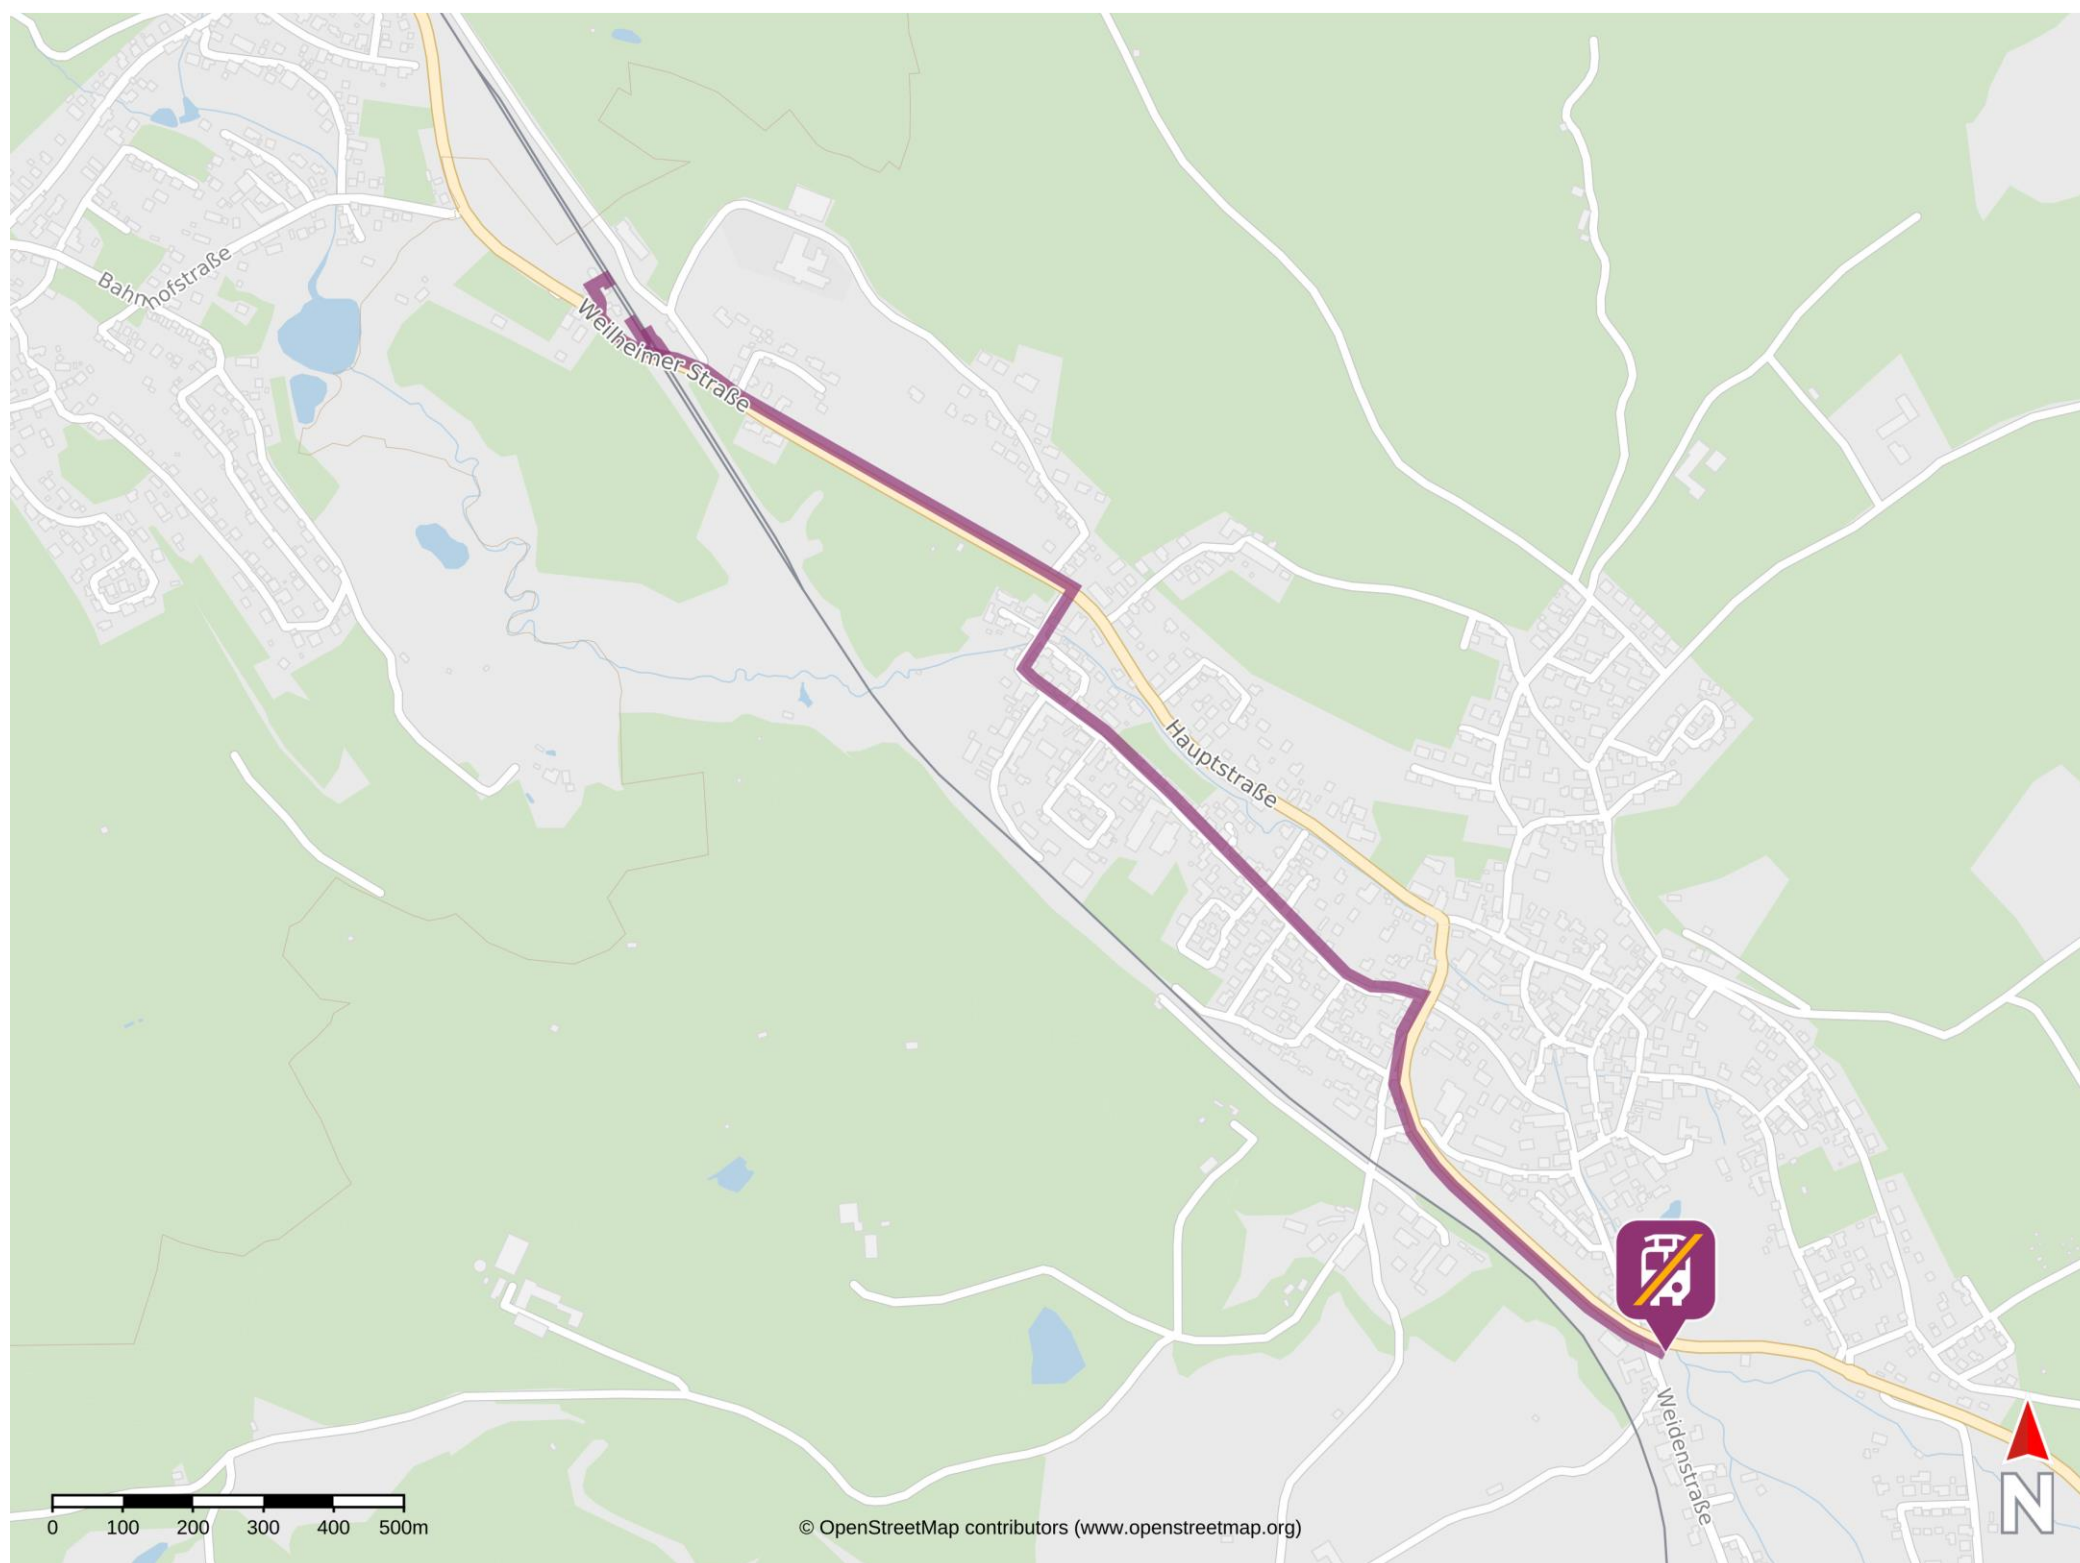 Bahnhofstraße
Weilheimer Straße
Hauptstraße
Weidenstraße
N
0 100 200 300 400 500m
© OpenStreetMap contributors (www.openstreetmap.org)